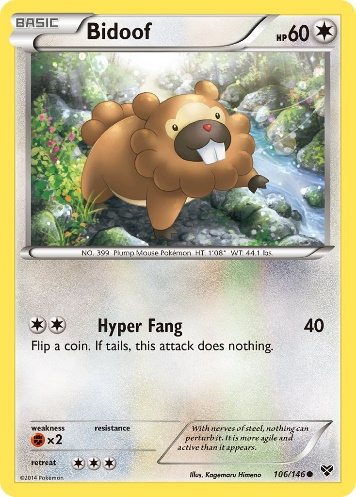 BASIC
Bidoof
HP60
NO. 399 Plump Mouse Pokémon. HT. 1'08" WT. 44.1 lbs.
Hyper Fang 40
Flip a coin. If tails, this attack does nothing.
weakness resistance
×2
retreat
With nerves of steel, nothing can
perturb it. It is more agile and
active than it appears.
Illus. Kagemaru Himeno 106/146
©2014 Pokémon